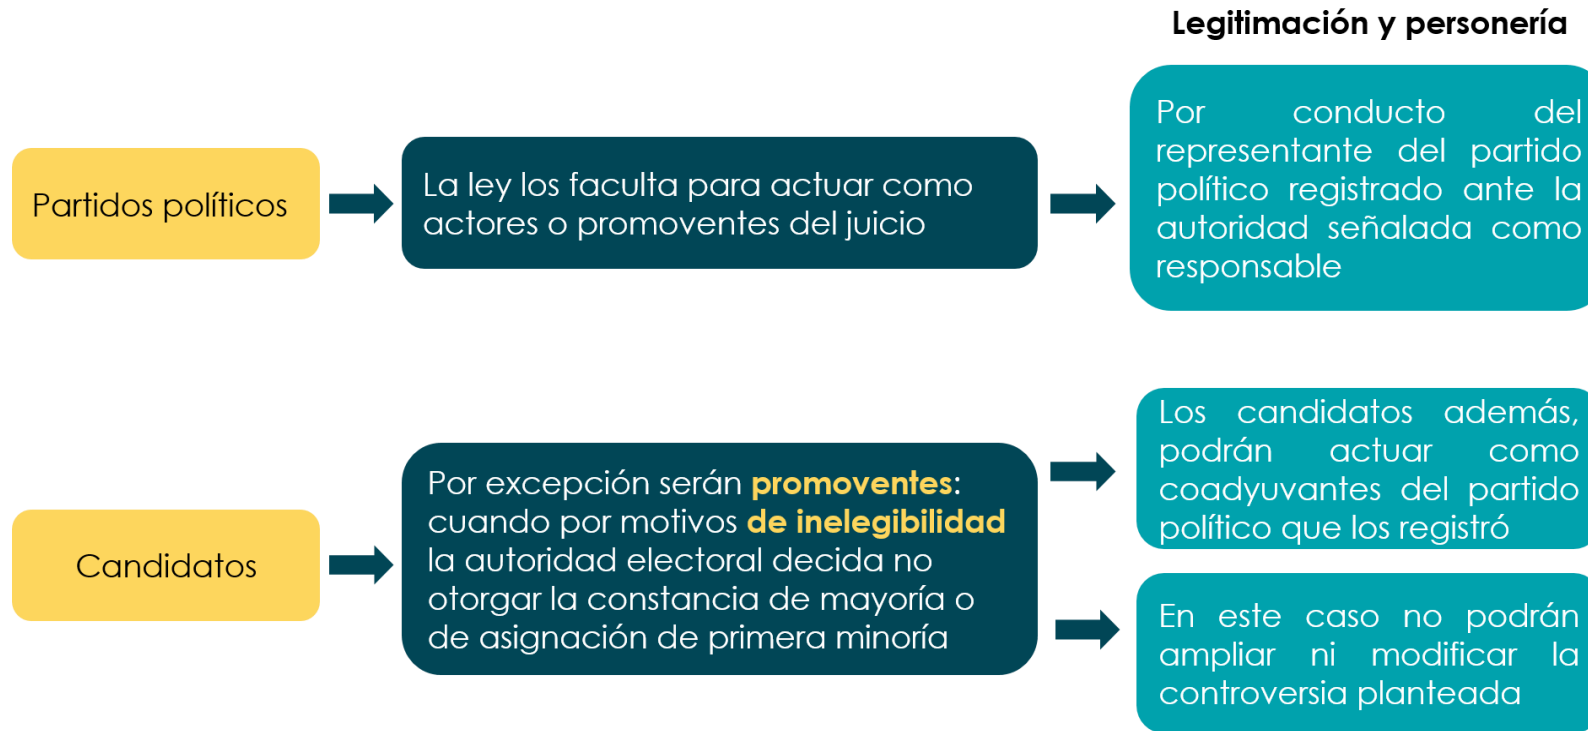 Legitimación y personería
Partidos políticos
La ley los faculta para actuar como
actores o promoventes del juicio
Por conducto del
representante del partido
político registrado ante la
autoridad señalada como
responsable
Candidatos
Por excepción serán promoventes:
cuando por motivos de inelegibilidad
la autoridad electoral decida no
otorgar la constancia de mayoría o
de asignación de primera minoría
Los candidatos además,
podrán actuar como
coadyuvantes del partido
político que los registró
En este caso no podrán
ampliar ni modificar la
controversia planteada